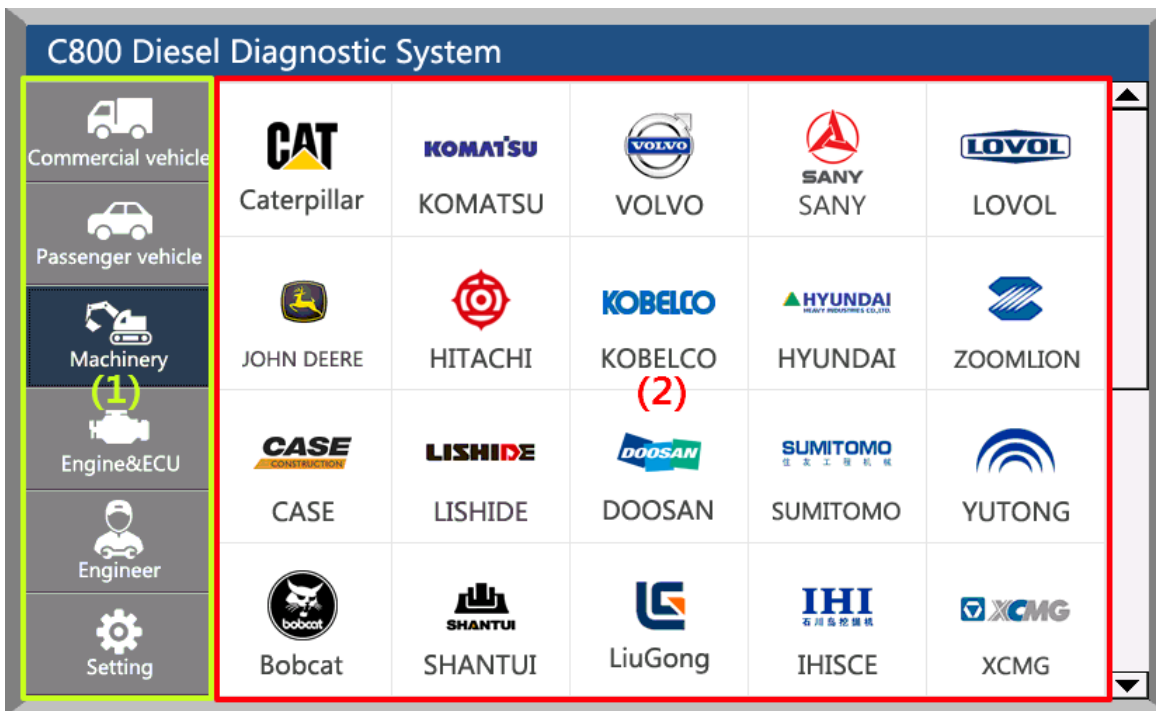 C800 Diesel Diagnostic System
Commercial vehicle
Passenger vehicle
Machinery
(1)
Engine&ECU
Engineer
Setting
CAT
KOMATSU
VOLVO
SANY
LOVOL
Caterpillar
KOMATSU
VOLVO
SANY
LOVOL
KOBELCO
HYUNDAI
HEAVY INDUSTRIES CO.,LTD.
JOHN DEERE
HITACHI
KOBELCO
HYUNDAI
ZOOMLION
(2)
CASE
CONSTRUCTION
LISHIDE
DOOSAN
SUMITOMO
住友工程机械
CASE
LISHIDE
DOOSAN
SUMITOMO
YUTONG
bobcat
SHANTUI
IHI
石川岛挖掘机
XCMG
Bobcat
SHANTUI
LiuGong
IHISCE
XCMG